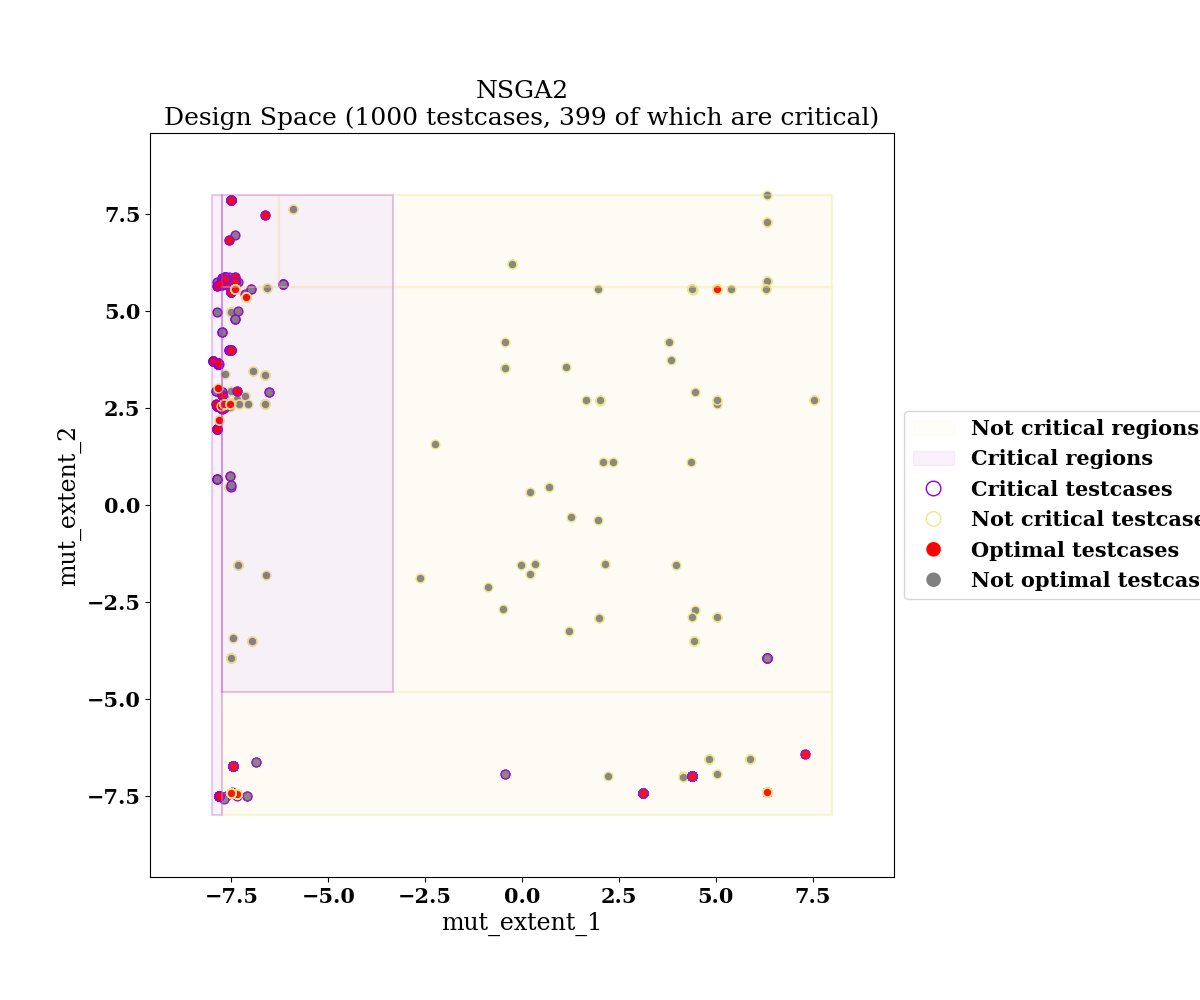 NSGA2
Design Space (1000 testcases, 399 of which are critical)
7.5
5.0
2.5
0.0
−2.5
−5.0
−7.5
mut_extent_2
−7.5 −5.0 −2.5 0.0 2.5 5.0 7.5
mut_extent_1
Not critical regions
Critical regions
Critical testcases
Not critical testcase
Optimal testcases
Not optimal testcas